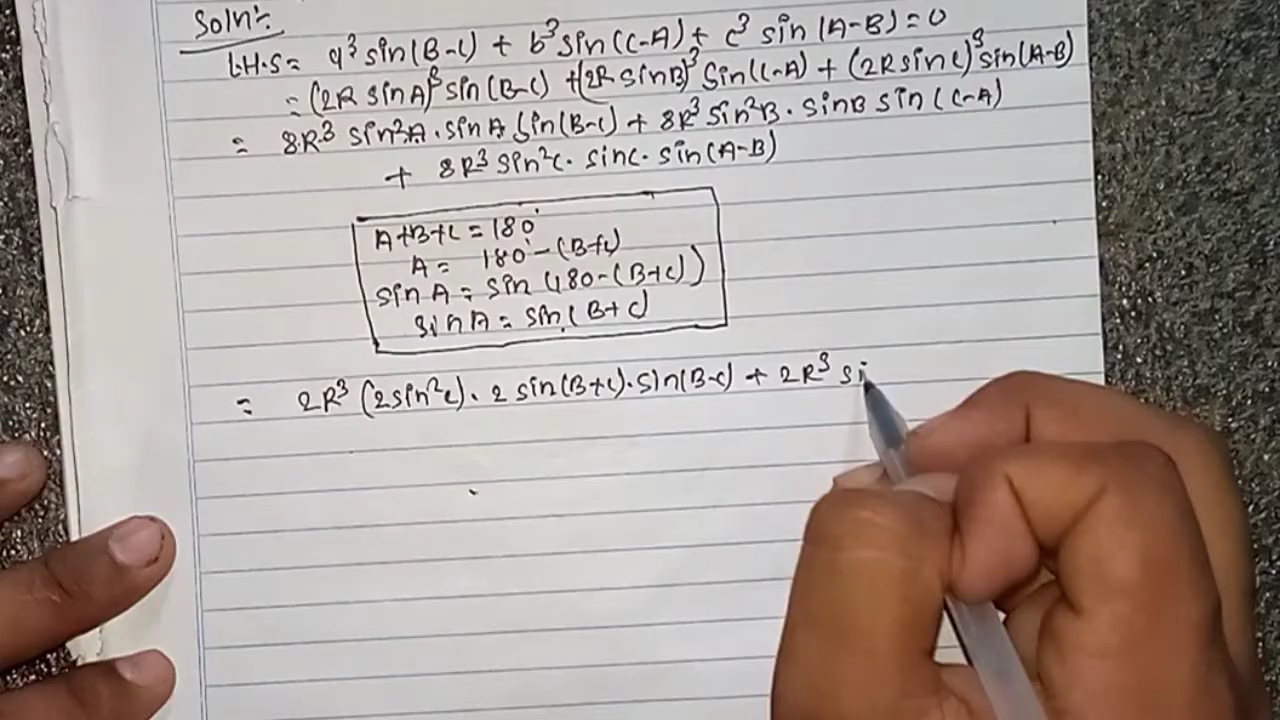 Soln:-
L.H.S = a³ sin(B-C) + b³ sin(C-A) + c³ sin(A-B) = 0
= (2R sinA)³ sin(B-C) + (2R sinB)³ sin(C-A) + (2R sinC)³ sin(A-B)
= 8R³ sin²A . sinA sin(B-C) + 8R³ sin²B . sinB sin(C-A)
+ 8R³ sin²C . sinC . sin(A-B)
A+B+C = 180°
A = 180° - (B+C)
sinA = sin(180-(B+C))
sinA = sin(B+C)
= 2R³ (2sin²C) . 2 sin(B+C) . sin(B-C) + 2R³ si